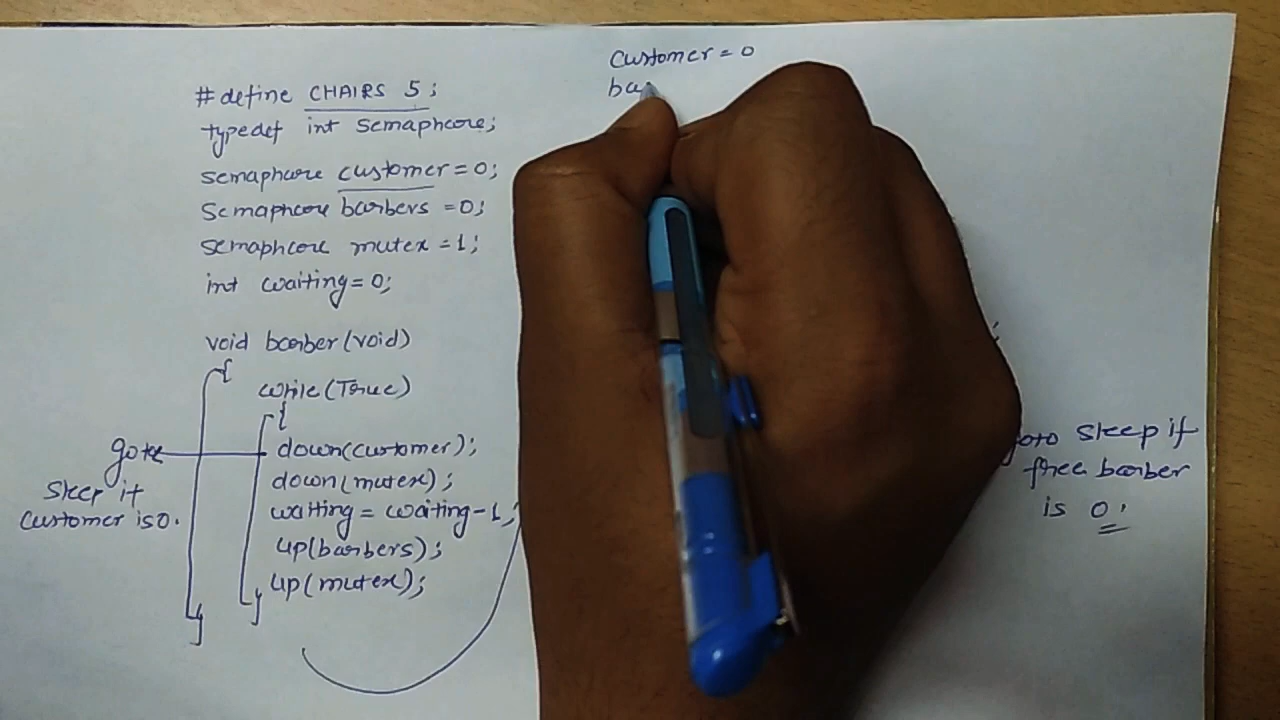 #define CHAIRS 5;
typedef int Semaphore;
semaphore customer = 0;
Semaphore barbers = 0;
semaphore mutex = 1;
int waiting = 0;
void barber(void)
{
while(True)
{
down(customer);
down(mutex);
waiting = waiting - 1;
up(barbers);
up(mutex);
}
}
goto
sleep if
customer is 0.
Customer = 0
ba
goto sleep if
free barber
is 0.